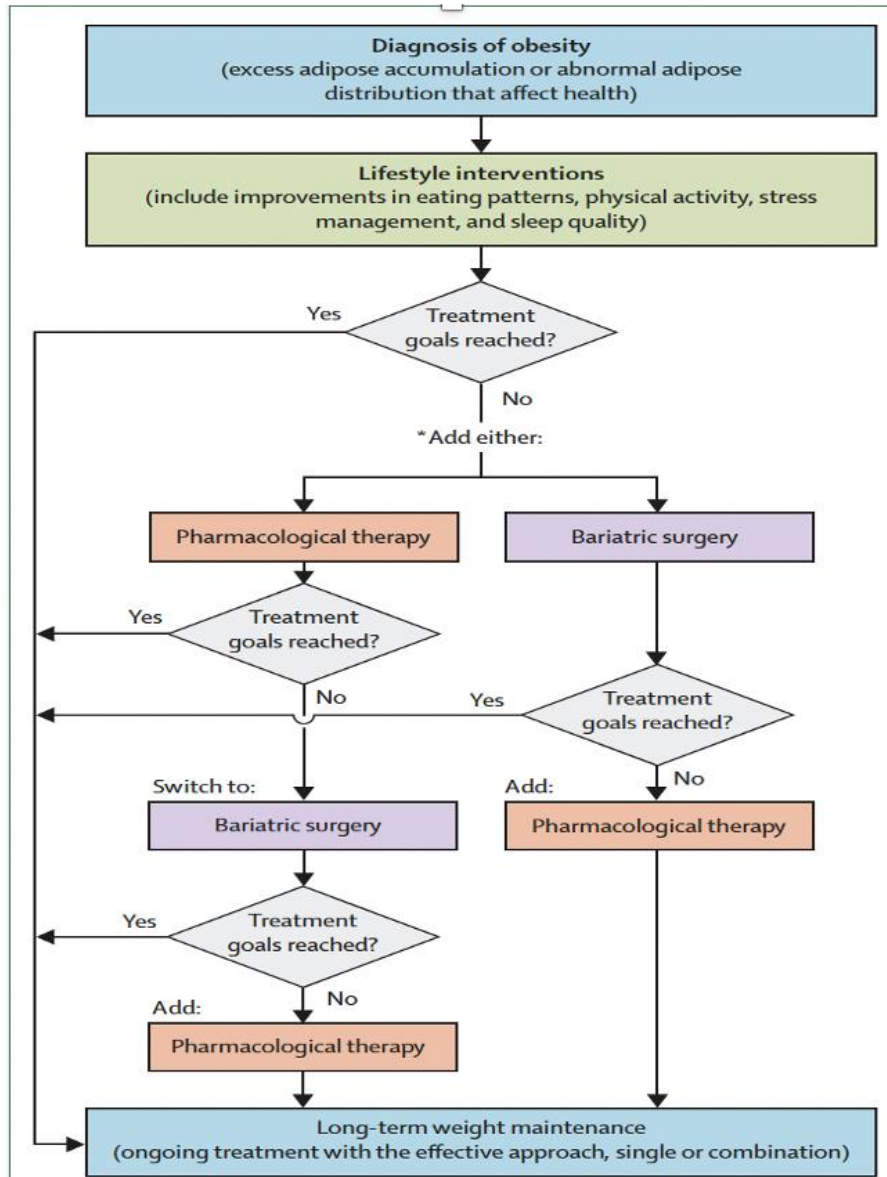 Diagnosis of obesity
(excess adipose accumulation or abnormal adipose
distribution that affect health)
Lifestyle interventions
(include improvements in eating patterns, physical activity, stress
management, and sleep quality)
Yes
Treatment
goals reached?
No
*Add either:
Pharmacological therapy
Bariatric surgery
Yes
Treatment
goals reached?
No
Yes
Treatment
goals reached?
No
Switch to:
Bariatric surgery
Add:
Pharmacological therapy
Yes
Treatment
goals reached?
No
Add:
Pharmacological therapy
Long-term weight maintenance
(ongoing treatment with the effective approach, single or combination)